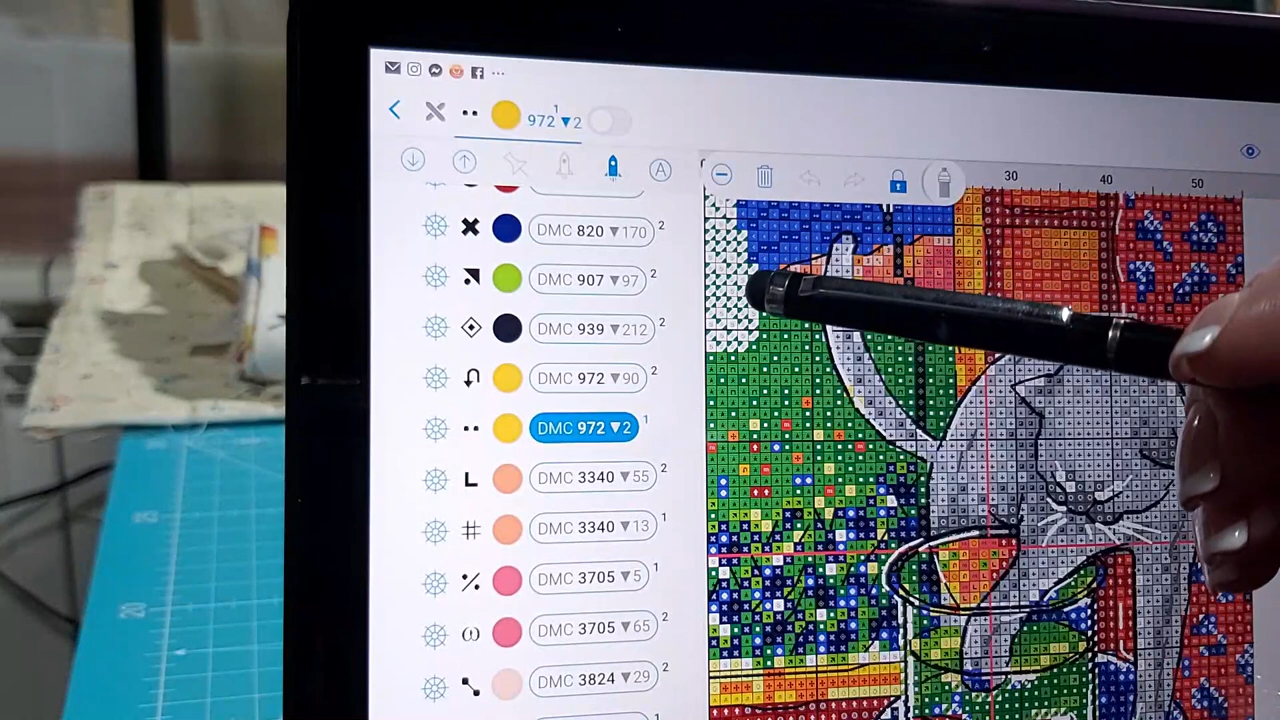 972 ▼2 1
30 40 50
DMC 820 ▼170 2
DMC 907 ▼97 2
DMC 939 ▼212 2
DMC 972 ▼90 2
DMC 972 ▼2 1
DMC 3340 ▼55 2
DMC 3340 ▼13 1
DMC 3705 ▼5 1
DMC 3705 ▼65 2
DMC 3824 ▼29 2